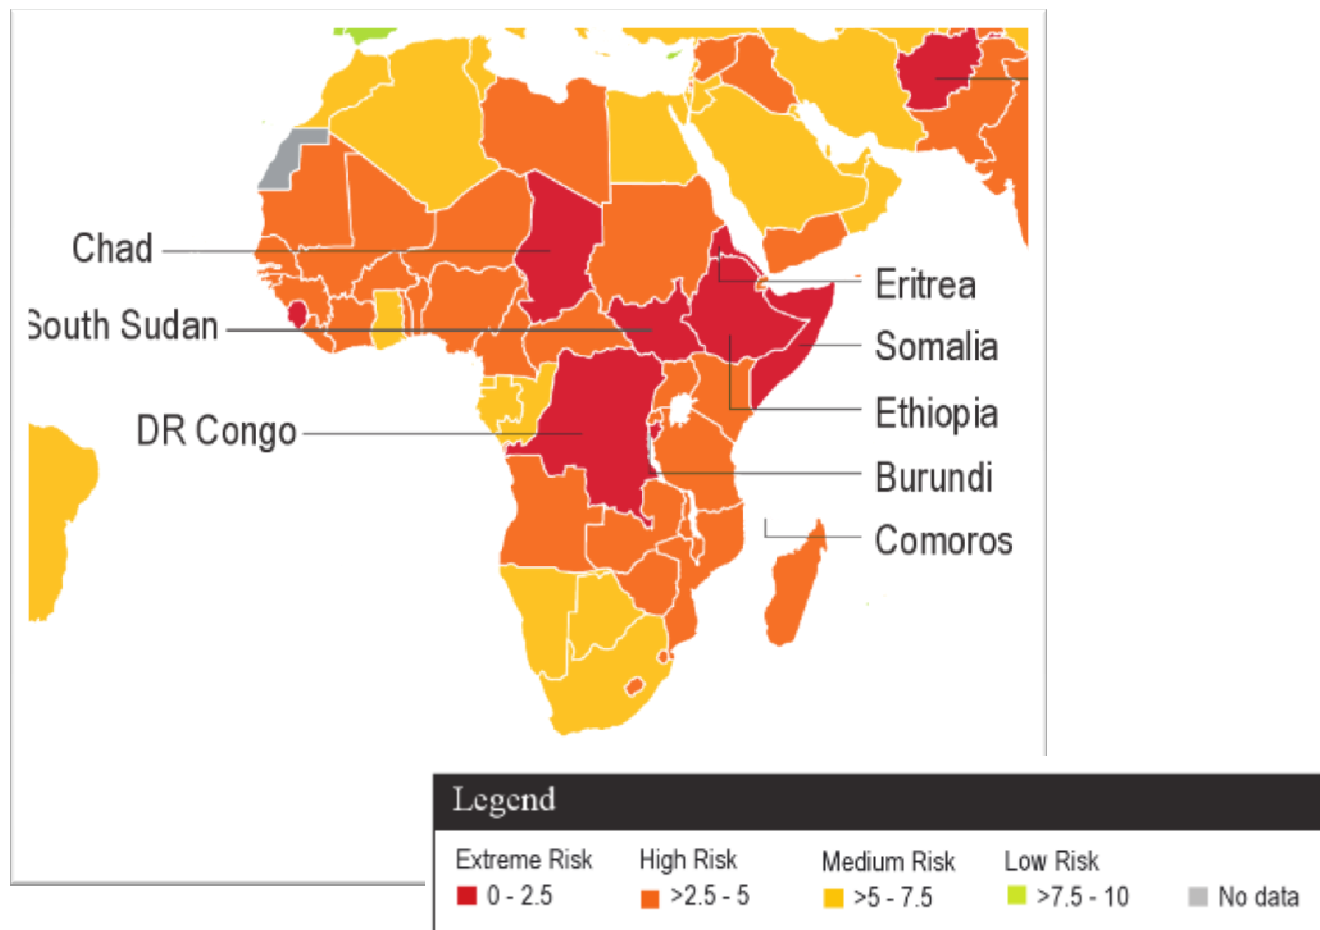 Chad
South Sudan
DR Congo
Eritrea
Somalia
Ethiopia
Burundi
Comoros
Legend
Extreme Risk
0 - 2.5
High Risk
>2.5 - 5
Medium Risk
>5 - 7.5
Low Risk
>7.5 - 10
No data